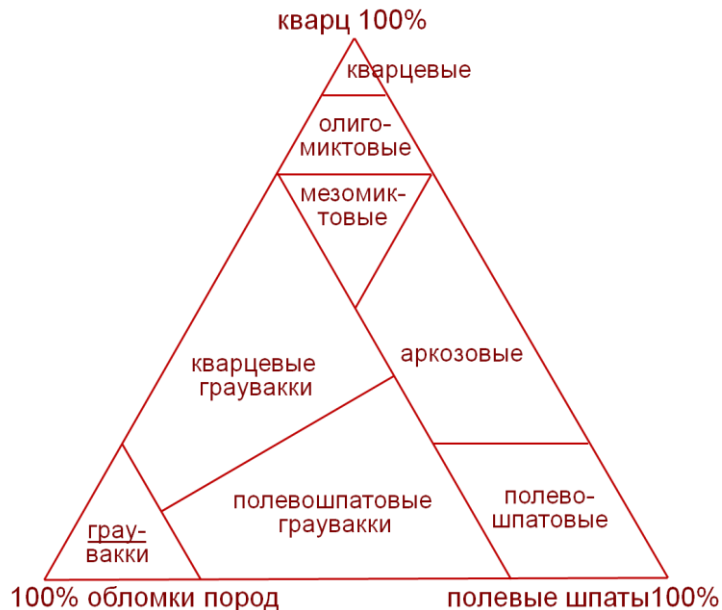 кварц 100%
кварцевые
олиго-
миктовые
мезомик-
товые
кварцевые
граувакки
аркозовые
полевошпатовые
граувакки
полево-
шпатовые
грау-
вакки
100% обломки пород
полевые шпаты100%